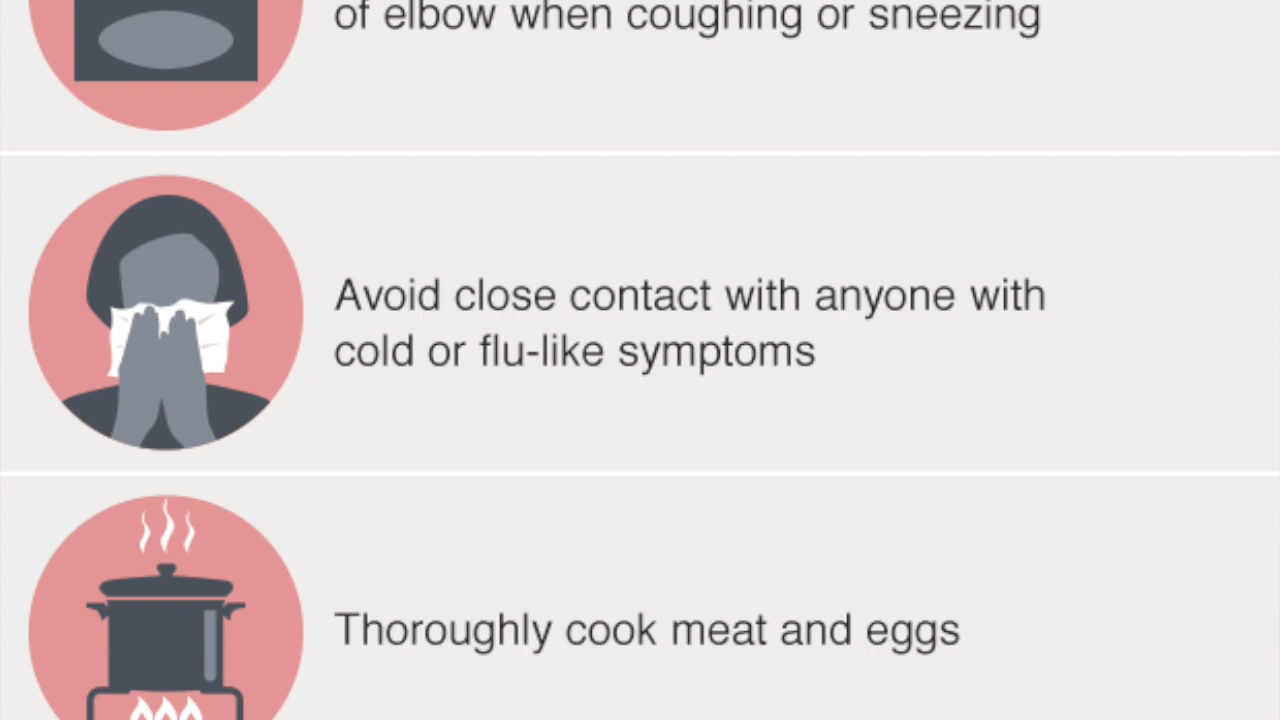 of elbow when coughing or sneezing
Avoid close contact with anyone with
cold or flu-like symptoms
Thoroughly cook meat and eggs